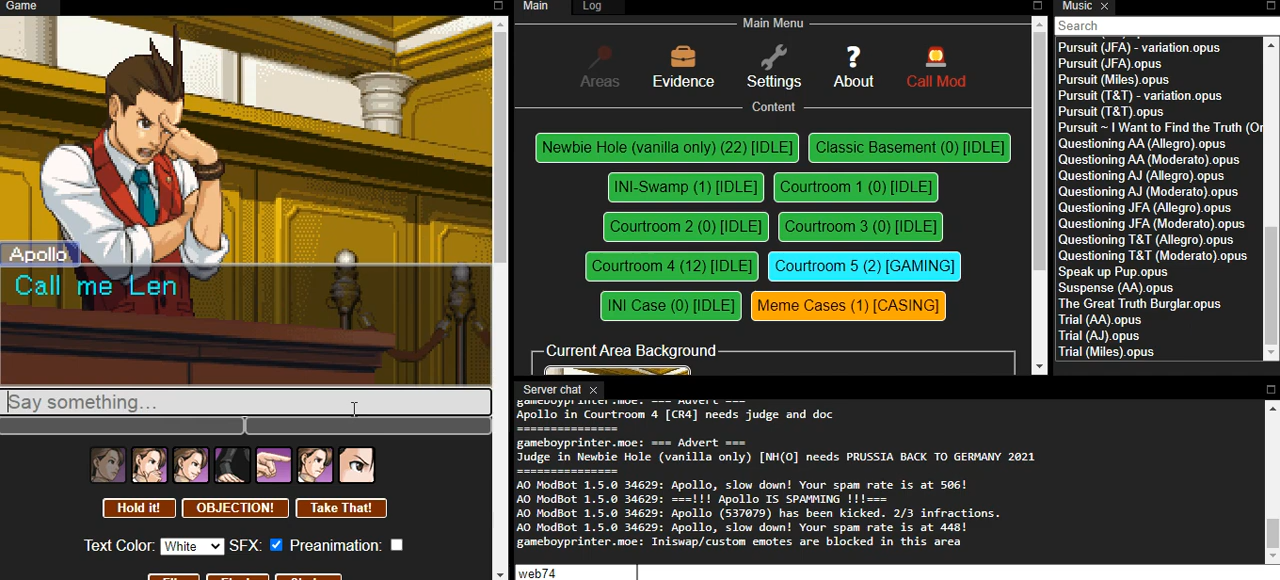 Game
Apollo
Call me Len
Say something...
Hold it!
OBJECTION!
Take That!
Text Color:
White
SFX:
Preanimation:
Main
Log
Main Menu
Areas
Evidence
Settings
About
Call Mod
Content
Newbie Hole (vanilla only) (22) [IDLE]
Classic Basement (0) [IDLE]
INI-Swamp (1) [IDLE]
Courtroom 1 (0) [IDLE]
Courtroom 2 (0) [IDLE]
Courtroom 3 (0) [IDLE]
Courtroom 4 (12) [IDLE]
Courtroom 5 (2) [GAMING]
INI Case (0) [IDLE]
Meme Cases (1) [CASING]
Current Area Background
Music
Search
Pursuit (JFA) - variation.opus
Pursuit (JFA).opus
Pursuit (Miles).opus
Pursuit (T&T) - variation.opus
Pursuit (T&T).opus
Pursuit ~ I Want to Find the Truth (Or
Questioning AA (Allegro).opus
Questioning AA (Moderato).opus
Questioning AJ (Allegro).opus
Questioning AJ (Moderato).opus
Questioning JFA (Allegro).opus
Questioning JFA (Moderato).opus
Questioning T&T (Allegro).opus
Questioning T&T (Moderato).opus
Speak up Pup.opus
Suspense (AA).opus
The Great Truth Burglar.opus
Trial (AA).opus
Trial (AJ).opus
Trial (Miles).opus
Server chat
gameboyprinter.moe: === Advert ===
Apollo in Courtroom 4 [CR4] needs judge and doc
===============
gameboyprinter.moe: === Advert ===
Judge in Newbie Hole (vanilla only) [NH(O] needs PRUSSIA BACK TO GERMANY 2021
===============
AO ModBot 1.5.0 34629: Apollo, slow down! Your spam rate is at 506!
AO ModBot 1.5.0 34629: ===!!! Apollo IS SPAMMING !!!===
AO ModBot 1.5.0 34629: Apollo (537079) has been kicked. 2/3 infractions.
AO ModBot 1.5.0 34629: Apollo, slow down! Your spam rate is at 448!
gameboyprinter.moe: Iniswap/custom emotes are blocked in this area
web74